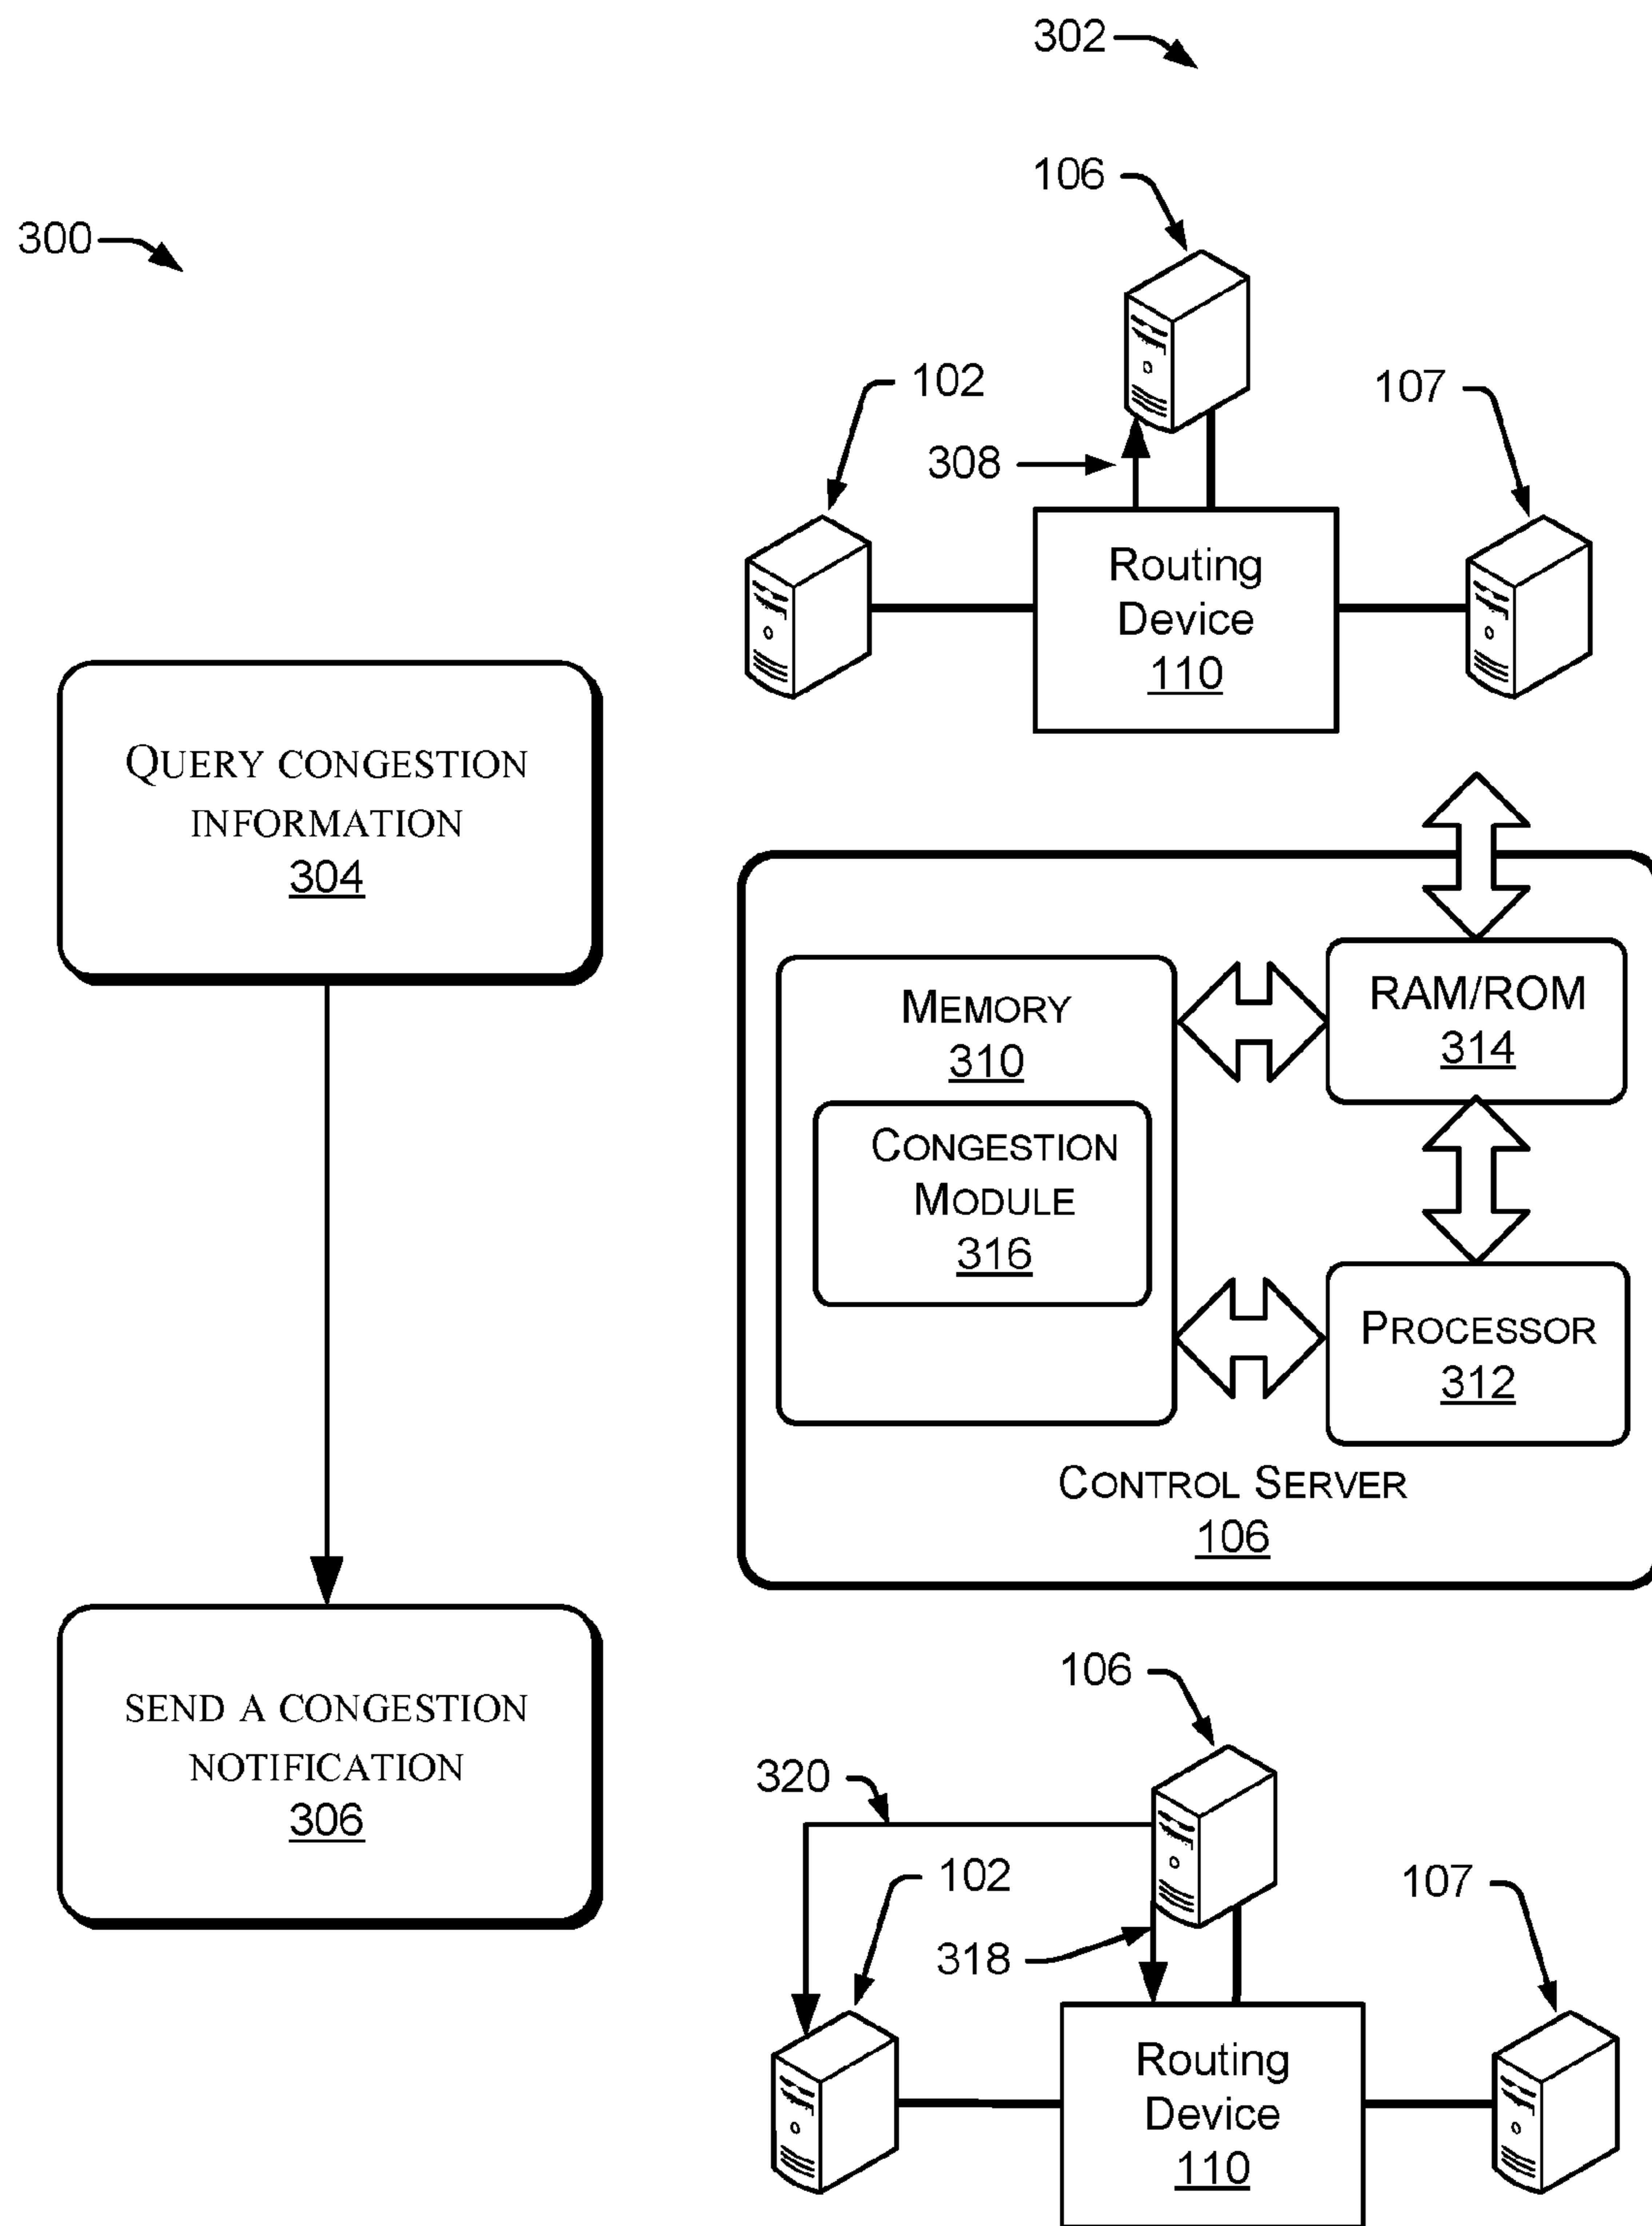 302
106
300
102
107
308
Routing
Device
110
QUERY CONGESTION
INFORMATION
304
MEMORY
310
RAM/ROM
314
CONGESTION
MODULE
316
PROCESSOR
312
CONTROL SERVER
106
SEND A CONGESTION
NOTIFICATION
306
106
320
102
107
318
Routing
Device
110